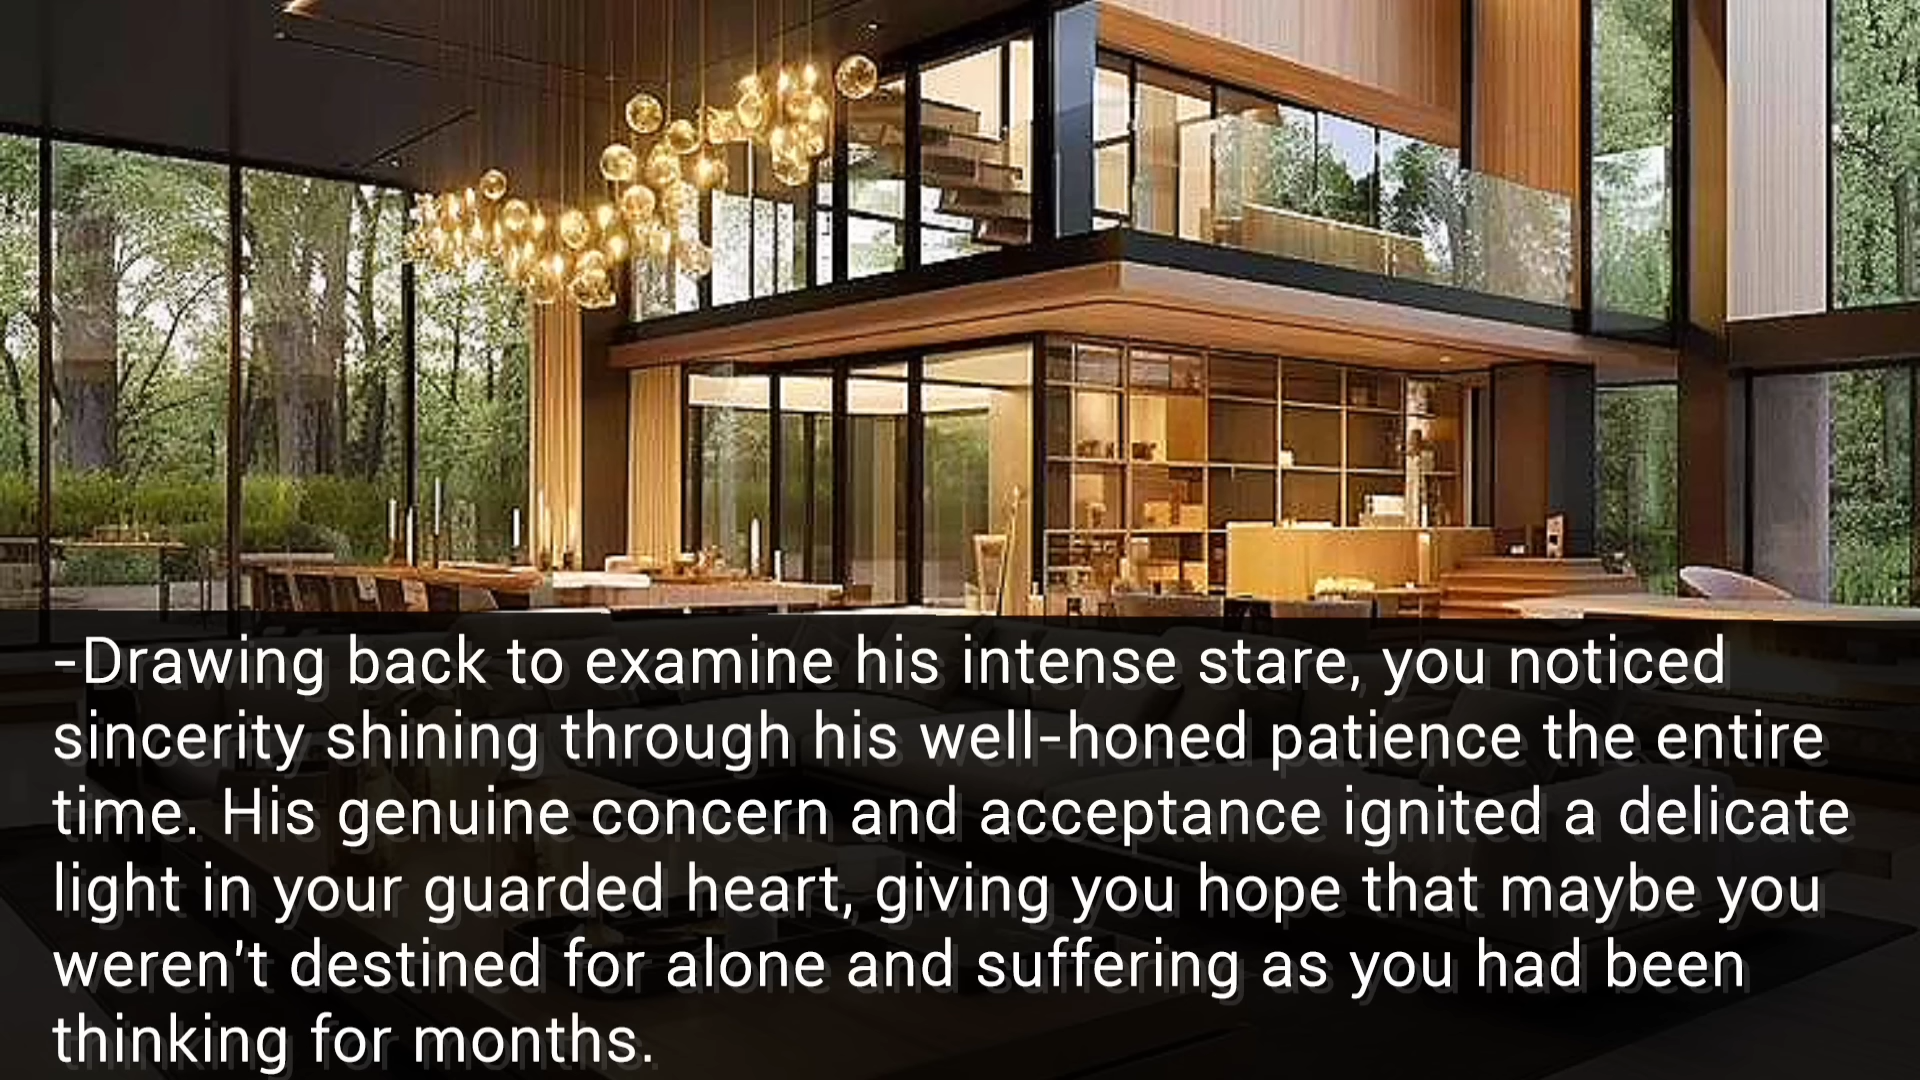 -Drawing back to examine his intense stare, you noticed
sincerity shining through his well-honed patience the entire
time. His genuine concern and acceptance ignited a delicate
light in your guarded heart, giving you hope that maybe you
weren't destined for alone and suffering as you had been
thinking for months.